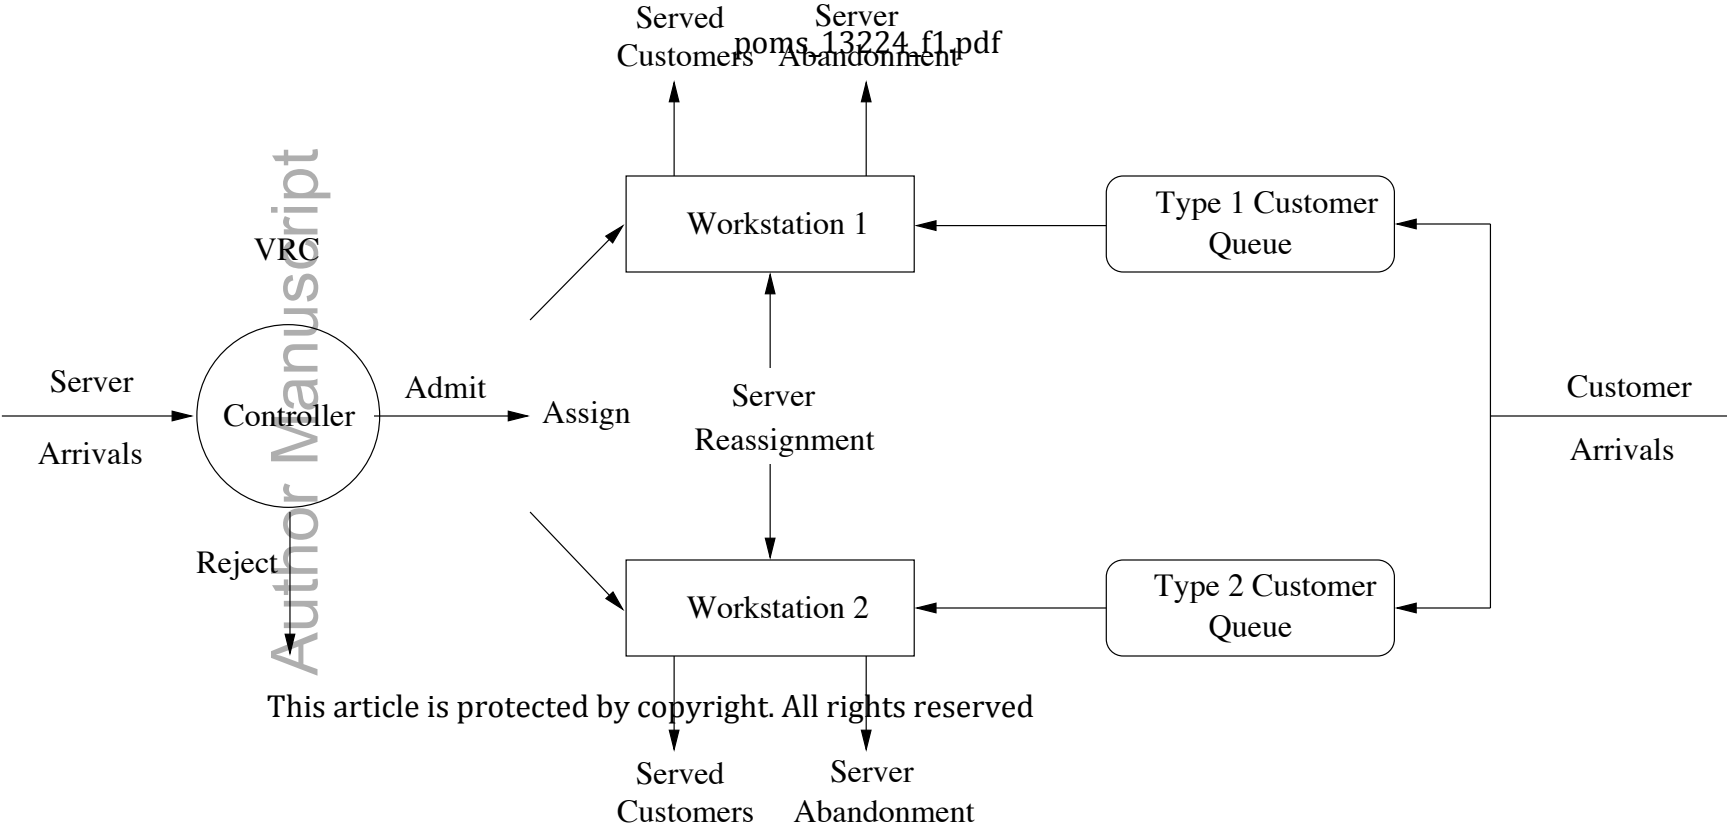 Served
Customers
Server
Abandonment
poms_13224_f1.pdf
Author Manuscript
VRC
Workstation 1
Type 1 Customer
Queue
Server
Arrivals
Controller
Admit
Assign
Server
Reassignment
Customer
Arrivals
Reject
Workstation 2
Type 2 Customer
Queue
This article is protected by copyright. All rights reserved
Served
Customers
Server
Abandonment